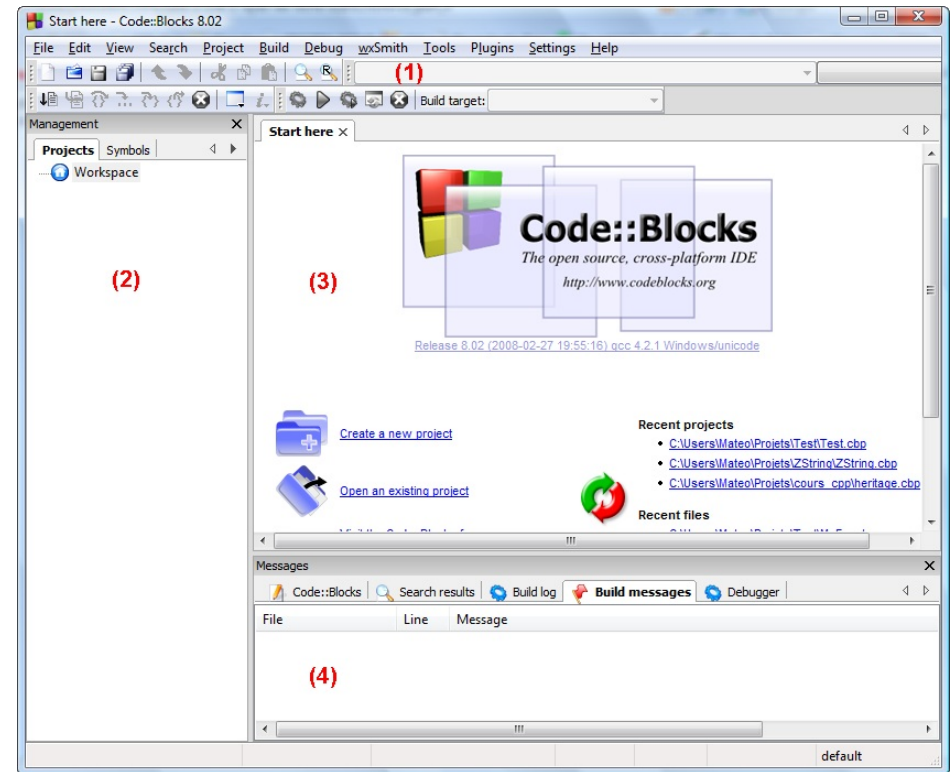 Start here - Code::Blocks 8.02
File Edit View Search Project Build Debug wxSmith Tools Plugins Settings Help
(1)
Build target:
Management
Projects Symbols
Workspace
(2)
Start here
Code::Blocks
The open source, cross-platform IDE
http://www.codeblocks.org
(3)
Release 8.02 (2008-02-27 19:55:16) gcc 4.2.1 Windows/unicode
Create a new project
Open an existing project
Recent projects
C:\Users\Mateo\Projets\Test\Test.cbp
C:\Users\Mateo\Projets\ZString\ZString.cbp
C:\Users\Mateo\Projets\cours_cpp\heritage.cbp
Recent files
Messages
Code::Blocks Search results Build log Build messages Debugger
File Line Message
(4)
default